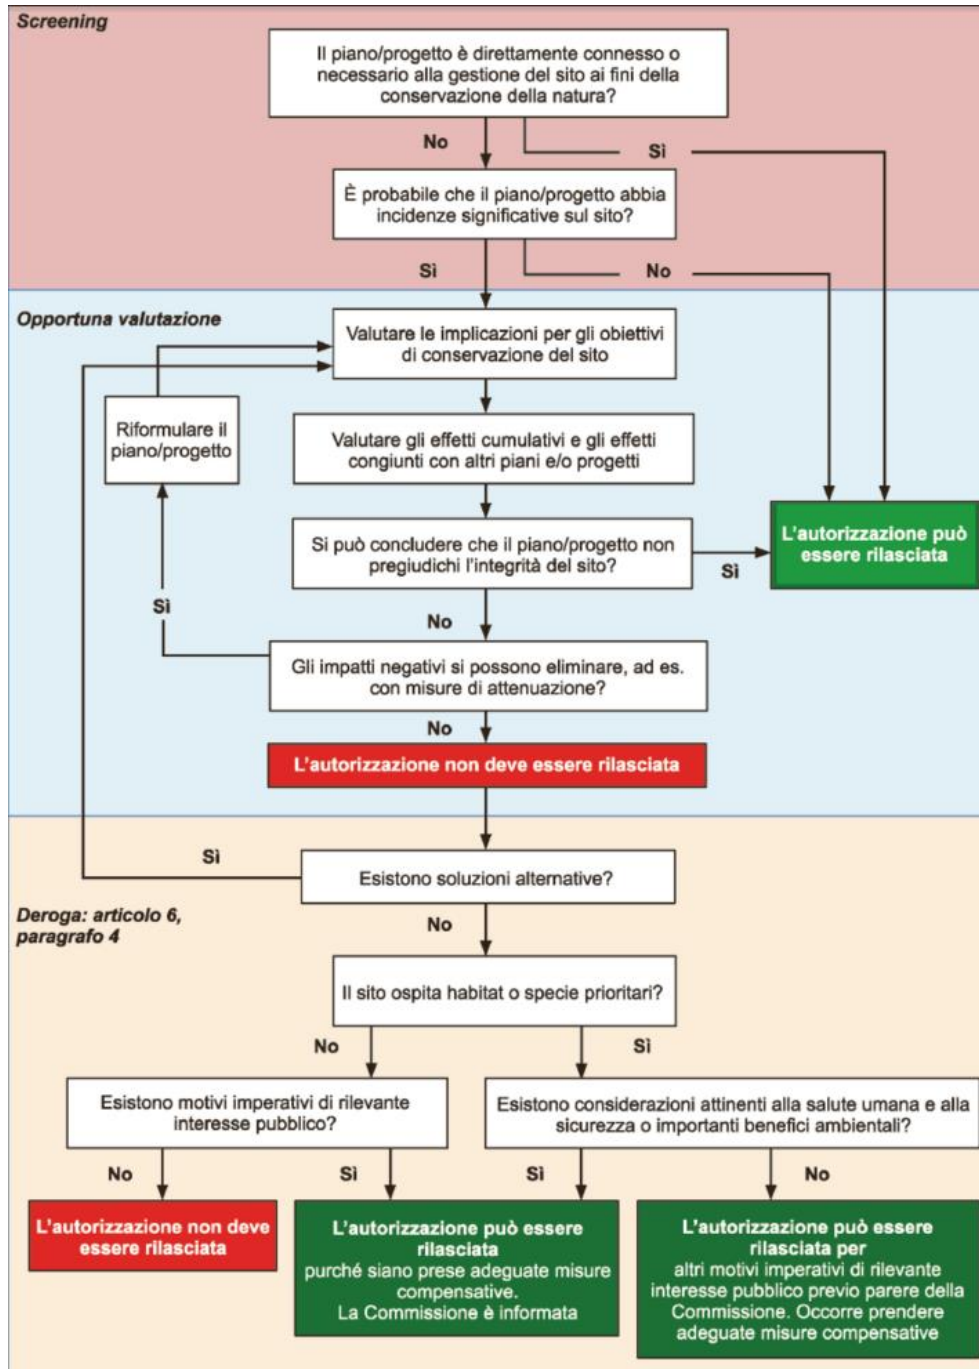 Screening
Il piano/progetto è direttamente connesso o
necessario alla gestione del sito ai fini della
conservazione della natura?
No
Sì
È probabile che il piano/progetto abbia
incidenze significative sul sito?
Sì
No
Opportuna valutazione
Valutare le implicazioni per gli obiettivi
di conservazione del sito
Riformulare il
piano/progetto
Valutare gli effetti cumulativi e gli effetti
congiunti con altri piani e/o progetti
L'autorizzazione può
essere rilasciata
Si può concludere che il piano/progetto non
pregiudichi l'integrità del sito?
Sì
Sì
No
Gli impatti negativi si possono eliminare, ad es.
con misure di attenuazione?
No
L'autorizzazione non deve essere rilasciata
Sì
Esistono soluzioni alternative?
Deroga: articolo 6,
paragrafo 4
No
Il sito ospita habitat o specie prioritari?
No
Sì
Esistono motivi imperativi di rilevante
interesse pubblico?
Esistono considerazioni attinenti alla salute umana e alla
sicurezza o importanti benefici ambientali?
No
Sì
Sì
No
L'autorizzazione non deve
essere rilasciata
L'autorizzazione può essere
rilasciata
purché siano prese adeguate misure
compensative.
La Commissione è informata
L'autorizzazione può essere
rilasciata per
altri motivi imperativi di rilevante
interesse pubblico previo parere della
Commissione. Occorre prendere
adeguate misure compensative